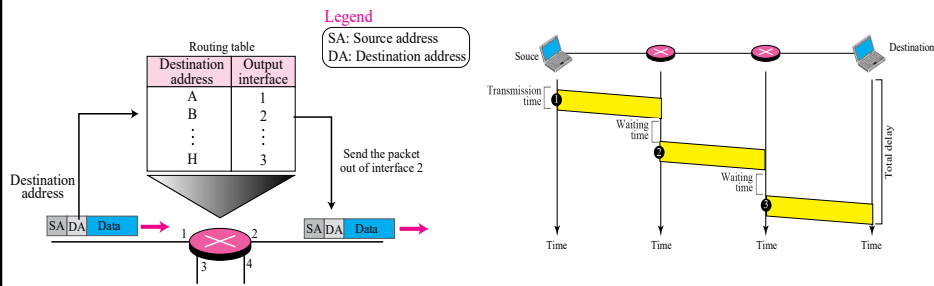 Legend
SA: Source address
DA: Destination address
Routing table
Destination address
Output interface
A 1
B 2
⋮ ⋮
H 3
Destination
address
Send the packet
out of interface 2
SA DA Data
1
2
3
4
SA DA Data
Souce
Destination
Transmission
time
1
Waiting
time
2
Waiting
time
3
Total delay
Time Time Time Time